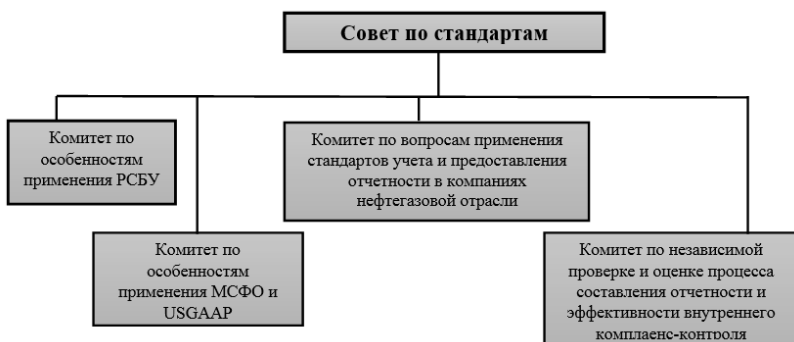 Совет по стандартам
Комитет по
особенностям
применения РСБУ
Комитет по вопросам применения
стандартов учета и предоставления
отчетности в компаниях
нефтегазовой отрасли
Комитет по
особенностям
применения МСФО и
USGAAP
Комитет по независимой
проверке и оценке процесса
составления отчетности и
эффективности внутреннего
комплаенс-контроля